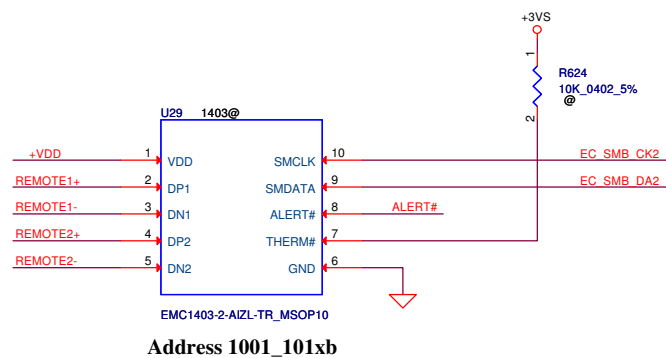 +3VS
1
R624
10K_0402_5%
@
2
U29 1403@
+VDD 1 VDD SMCLK 10 EC_SMB_CK2
REMOTE1+ 2 DP1 SMDATA 9 EC_SMB_DA2
REMOTE1- 3 DN1 ALERT# 8 ALERT#
REMOTE2+ 4 DP2 THERM# 7
REMOTE2- 5 DN2 GND 6
EMC1403-2-AIZL-TR_MSOP10
Address 1001_101xb